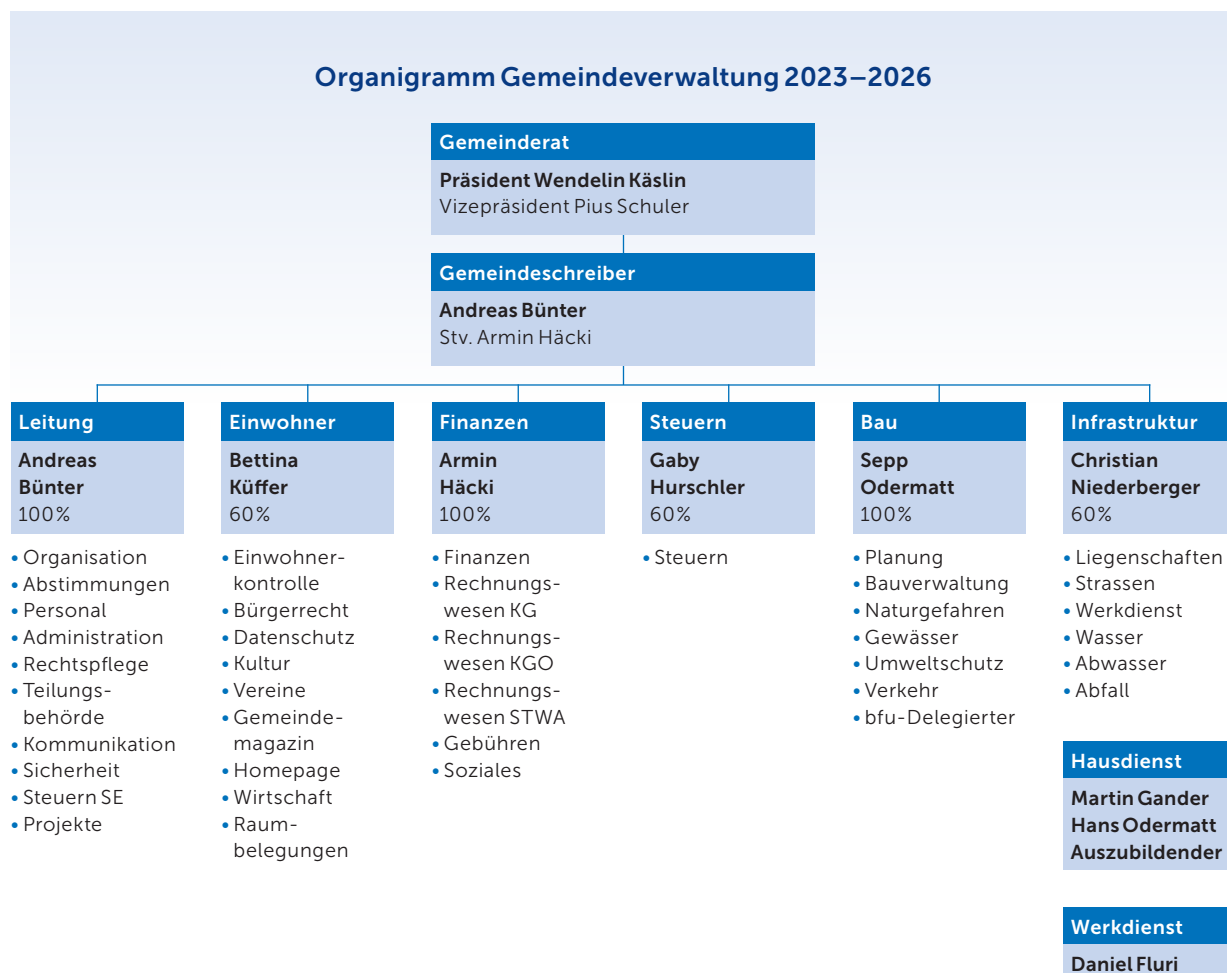 Organigramm Gemeindeverwaltung 2023–2026
Gemeinderat
Präsident Wendelin Käslin
Vizepräsident Pius Schuler
Gemeindeschreiber
Andreas Bünter
Stv. Armin Häcki
Leitung
Andreas
Bünter
100%
• Organisation
• Abstimmungen
• Personal
• Administration
• Rechtspflege
• Teilungs-
behörde
• Kommunikation
• Sicherheit
• Steuern SE
• Projekte
Einwohner
Bettina
Küffer
60%
• Einwohner-
kontrolle
• Bürgerrecht
• Datenschutz
• Kultur
• Vereine
• Gemeinde-
magazin
• Homepage
• Wirtschaft
• Raum-
belegungen
Finanzen
Armin
Häcki
100%
• Finanzen
• Rechnungs-
wesen KG
• Rechnungs-
wesen KGO
• Rechnungs-
wesen STWA
• Gebühren
• Soziales
Steuern
Gaby
Hurschler
60%
• Steuern
Bau
Sepp
Odermatt
100%
• Planung
• Bauverwaltung
• Naturgefahren
• Gewässer
• Umweltschutz
• Verkehr
• bfu-Delegierter
Infrastruktur
Christian
Niederberger
60%
• Liegenschaften
• Strassen
• Werkdienst
• Wasser
• Abwasser
• Abfall
Hausdienst
Martin Gander
Hans Odermatt
Auszubildender
Werkdienst
Daniel Fluri